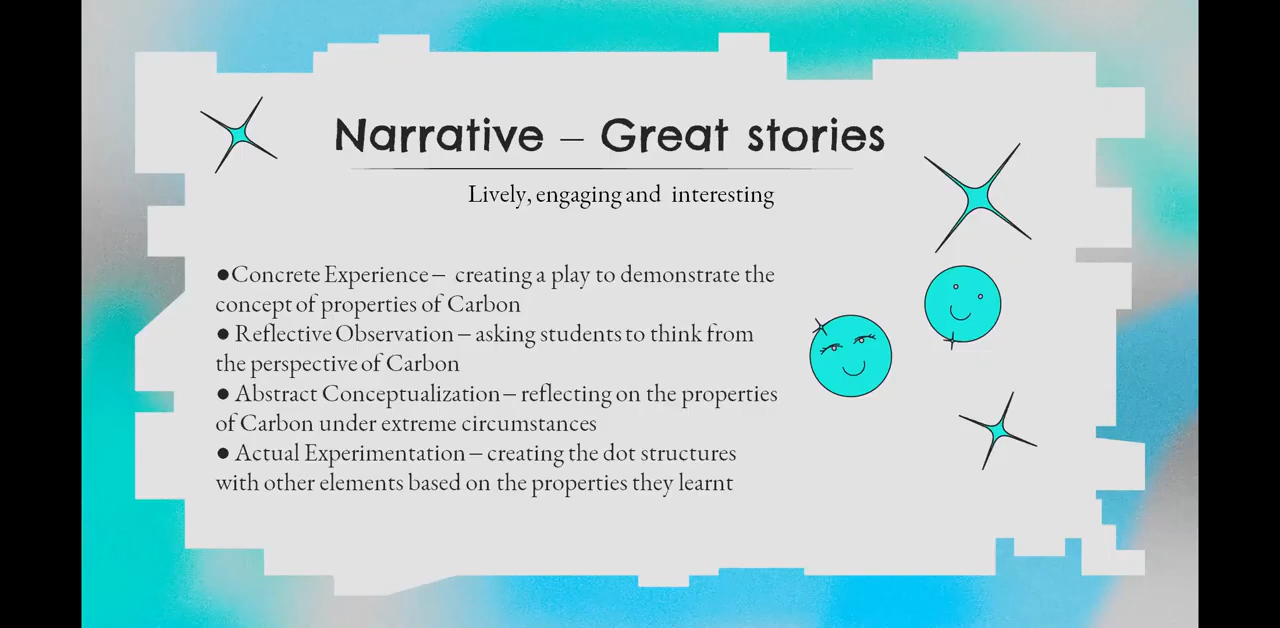 Narrative – Great stories
Lively, engaging and interesting
●Concrete Experience – creating a play to demonstrate the
concept of properties of Carbon
● Reflective Observation – asking students to think from
the perspective of Carbon
● Abstract Conceptualization – reflecting on the properties
of Carbon under extreme circumstances
● Actual Experimentation – creating the dot structures
with other elements based on the properties they learnt